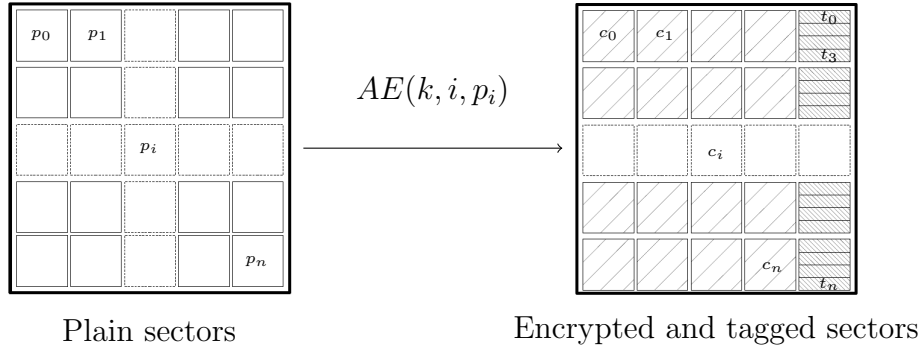 p₀ p₁
pᵢ
pₙ
Plain sectors
AE(k, i, pᵢ)
c₀ c₁ t₀
t₃
cᵢ
cₙ
tₙ
Encrypted and tagged sectors